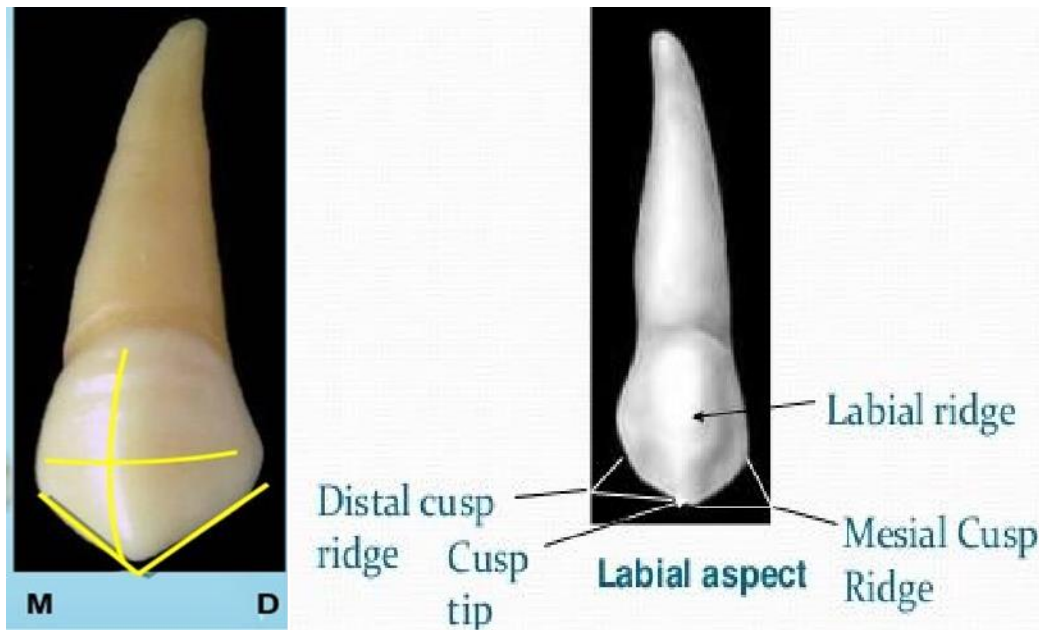 M
D
Labial ridge
Distal cusp
ridge
Cusp
tip
Labial aspect
Mesial Cusp
Ridge